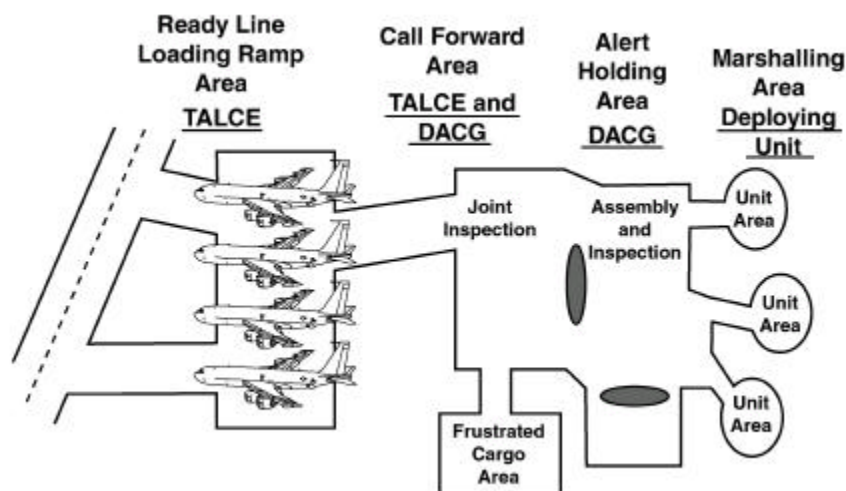 Ready Line
Loading Ramp
Area
TALCE
Call Forward
Area
TALCE and
DACG
Alert
Holding
Area
DACG
Marshalling
Area
Deploying
Unit
Joint
Inspection
Assembly
and
Inspection
Unit
Area
Unit
Area
Unit
Area
Frustrated
Cargo
Area